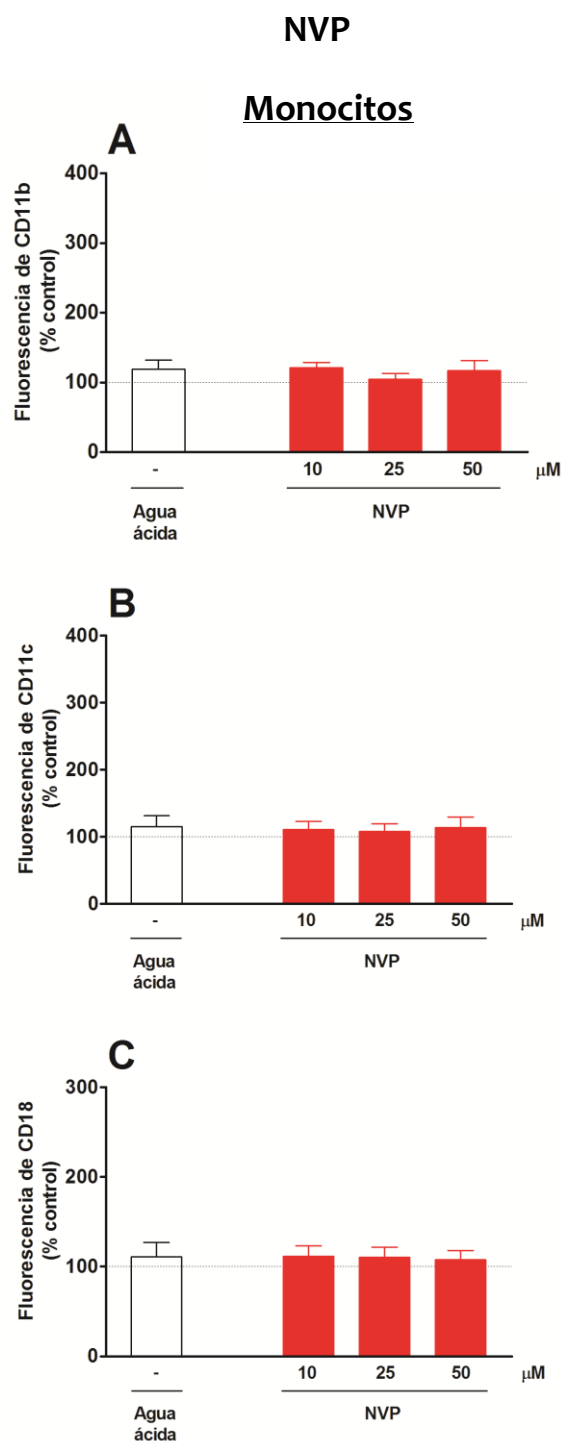 NVP
Monocitos
A
Fluorescencia de CD11b
(% control)
400
300
200
100
0
- 10 25 50 µM
Agua
ácida
NVP
B
Fluorescencia de CD11c
(% control)
400
300
200
100
0
- 10 25 50 µM
Agua
ácida
NVP
C
Fluorescencia de CD18
(% control)
300
200
100
0
- 10 25 50 µM
Agua
ácida
NVP